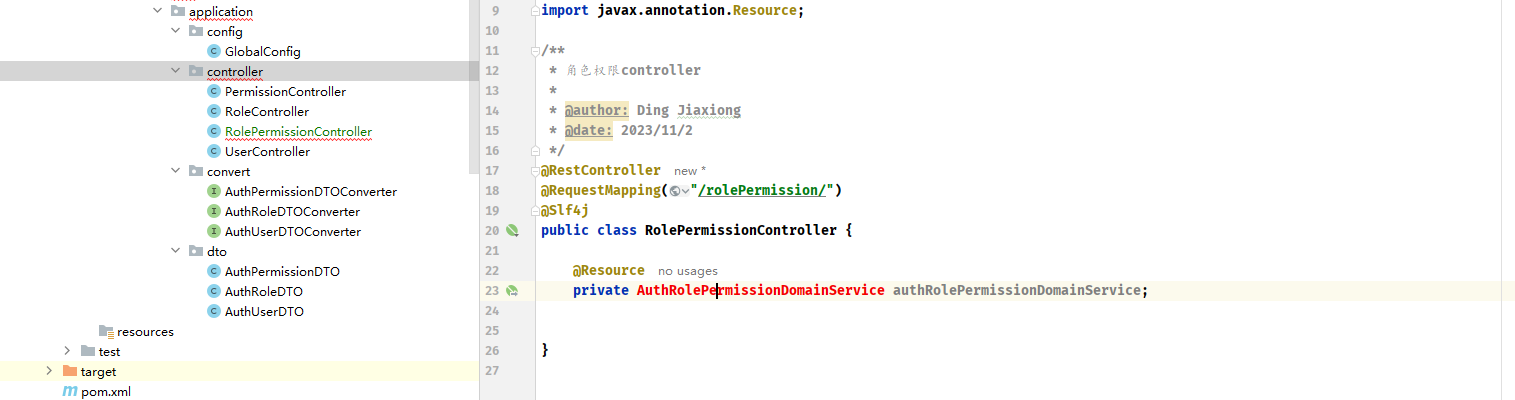 application
config
GlobalConfig
controller
PermissionController
RoleController
RolePermissionController
UserController
convert
AuthPermissionDTOConverter
AuthRoleDTOConverter
AuthUserDTOConverter
dto
AuthPermissionDTO
AuthRoleDTO
AuthUserDTO
resources
test
target
pom.xml
9 import javax.annotation.Resource;
10
11 /**
12 * 角色权限controller
13 *
14 * @author: Ding Jiaxiong
15 * @date: 2023/11/2
16 */
17 @RestController new *
18 @RequestMapping("/rolePermission/")
19 @Slf4j
20 public class RolePermissionController {
21
22 @Resource no usages
23 private AuthRolePermissionDomainService authRolePermissionDomainService;
24
25
26 }
27